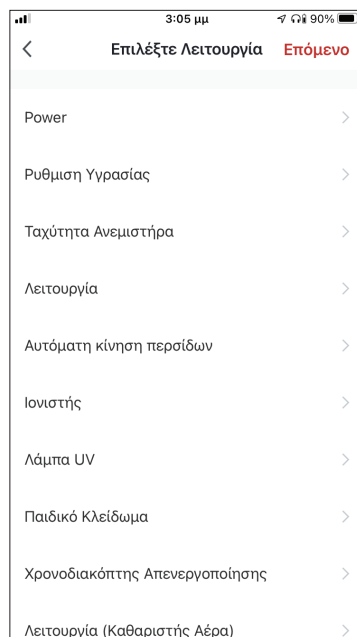 3:05 μμ 90%
Επιλέξτε Λειτουργία Επόμενο
Power
Ρυθμιση Υγρασίας
Ταχύτητα Ανεμιστήρα
Λειτουργία
Αυτόματη κίνηση περσίδων
Ιονιστής
Λάμπα UV
Παιδικό Κλείδωμα
Χρονοδιακόπτης Απενεργοποίησης
Λειτουργία (Καθαριστής Αέρα)